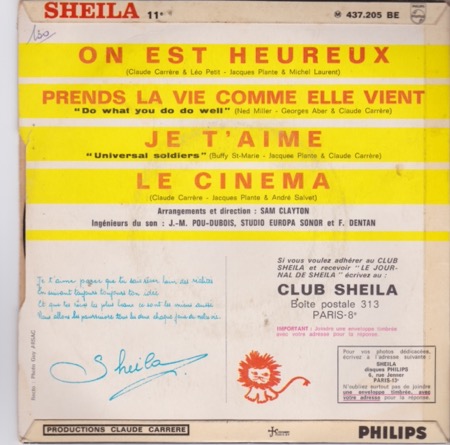 SHEILA 11e
437.205 BE
ON EST HEUREUX
(Claude Carrère & Léo Petit - Jacques Plante & Michel Laurent)
PRENDS LA VIE COMME ELLE VIENT
"Do what you do do well" (Ned Miller - Georges Aber & Claude Carrère)
JE T'AIME
"Universal soldiers" (Buffy St-Marie - Jacques Plante & Claude Carrère)
LE CINEMA
(Claude Carrère - Jacques Plante & André Salvet)
Arrangements et direction : SAM CLAYTON
Ingénieurs du son : J.-M. POU-DUBOIS, STUDIO EUROPA SONOR et F. DENTAN
Si vous voulez adhérer au CLUB
SHEILA et recevoir "LE JOUR-
NAL DE SHEILA" écrivez au :
CLUB SHEILA
Boîte postale 313
PARIS-8e
IMPORTANT : Joindre une enveloppe timbrée
avec votre adresse pour la réponse.
Je t'aime
Sheila
Pour vos photos
dédicacées,
écrivez à l'adresse suivante :
SHEILA
disques PHILIPS
6, rue Jenner
PARIS-13e
N'oubliez surtout pas de joindre
une enveloppe timbrée, avec
votre adresse pour la réponse.
Recto : Photo Guy
PRODUCTIONS CLAUDE CARRERE
PHILIPS